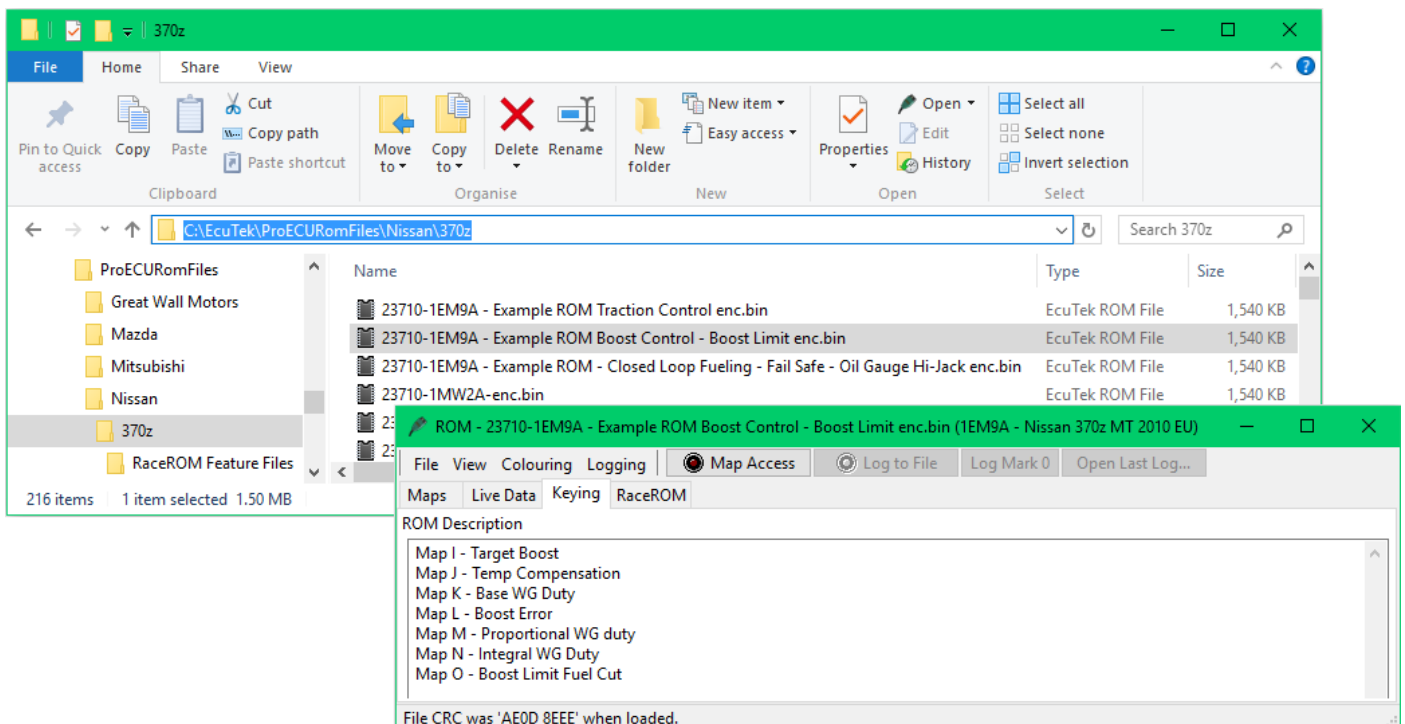 370z
File Home Share View
Cut
Copy path
Paste shortcut
Pin to Quick access
Copy
Paste
Clipboard
Move to
Copy to
Delete
Rename
Organise
New folder
New item
Easy access
New
Properties
Open
Edit
History
Open
Select all
Select none
Invert selection
Select
C:\EcuTek\ProECURomFiles\Nissan\370z
Search 370z
ProECURomFiles
Great Wall Motors
Mazda
Mitsubishi
Nissan
370z
RaceROM Feature Files
Name Type Size
23710-1EM9A - Example ROM Traction Control enc.bin EcuTek ROM File 1,540 KB
23710-1EM9A - Example ROM Boost Control - Boost Limit enc.bin EcuTek ROM File 1,540 KB
23710-1EM9A - Example ROM - Closed Loop Fueling - Fail Safe - Oil Gauge Hi-Jack enc.bin EcuTek ROM File 1,540 KB
23710-1MW2A-enc.bin EcuTek ROM File 1,540 KB
216 items 1 item selected 1.50 MB
ROM - 23710-1EM9A - Example ROM Boost Control - Boost Limit enc.bin (1EM9A - Nissan 370z MT 2010 EU)
File View Colouring Logging Map Access Log to File Log Mark 0 Open Last Log...
Maps Live Data Keying RaceROM
ROM Description
Map I - Target Boost
Map J - Temp Compensation
Map K - Base WG Duty
Map L - Boost Error
Map M - Proportional WG duty
Map N - Integral WG Duty
Map O - Boost Limit Fuel Cut
File CRC was 'AE0D 8EEE' when loaded.